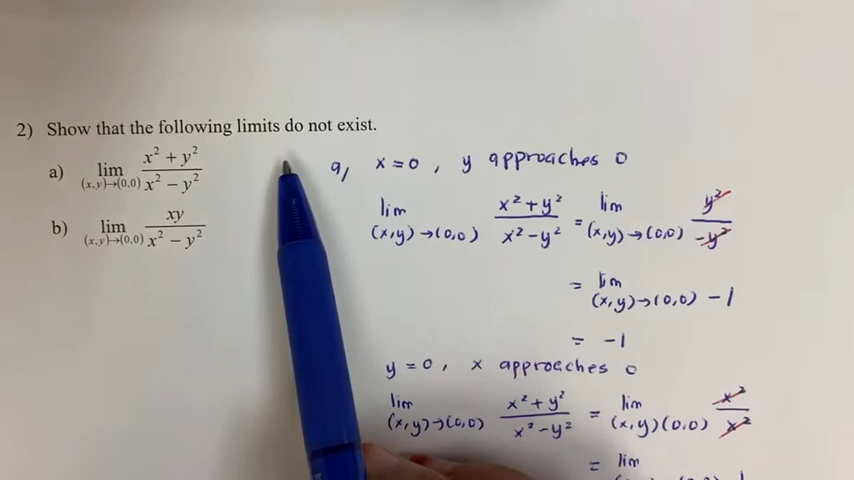 2) Show that the following limits do not exist.
a) lim (x,y)→(0,0) x² + y² / x² − y²
b) lim (x,y)→(0,0) xy / x² − y²
a, x = 0 , y approaches 0
lim (x,y)→(0,0) x²+y² / x²−y² = lim (x,y)→(0,0) y² / −y²
= lim (x,y)→(0,0) −1
= −1
y = 0 , x approaches 0
lim (x,y)→(0,0) x²+y² / x²−y² = lim (x,y)(0,0) x² / x²
= lim